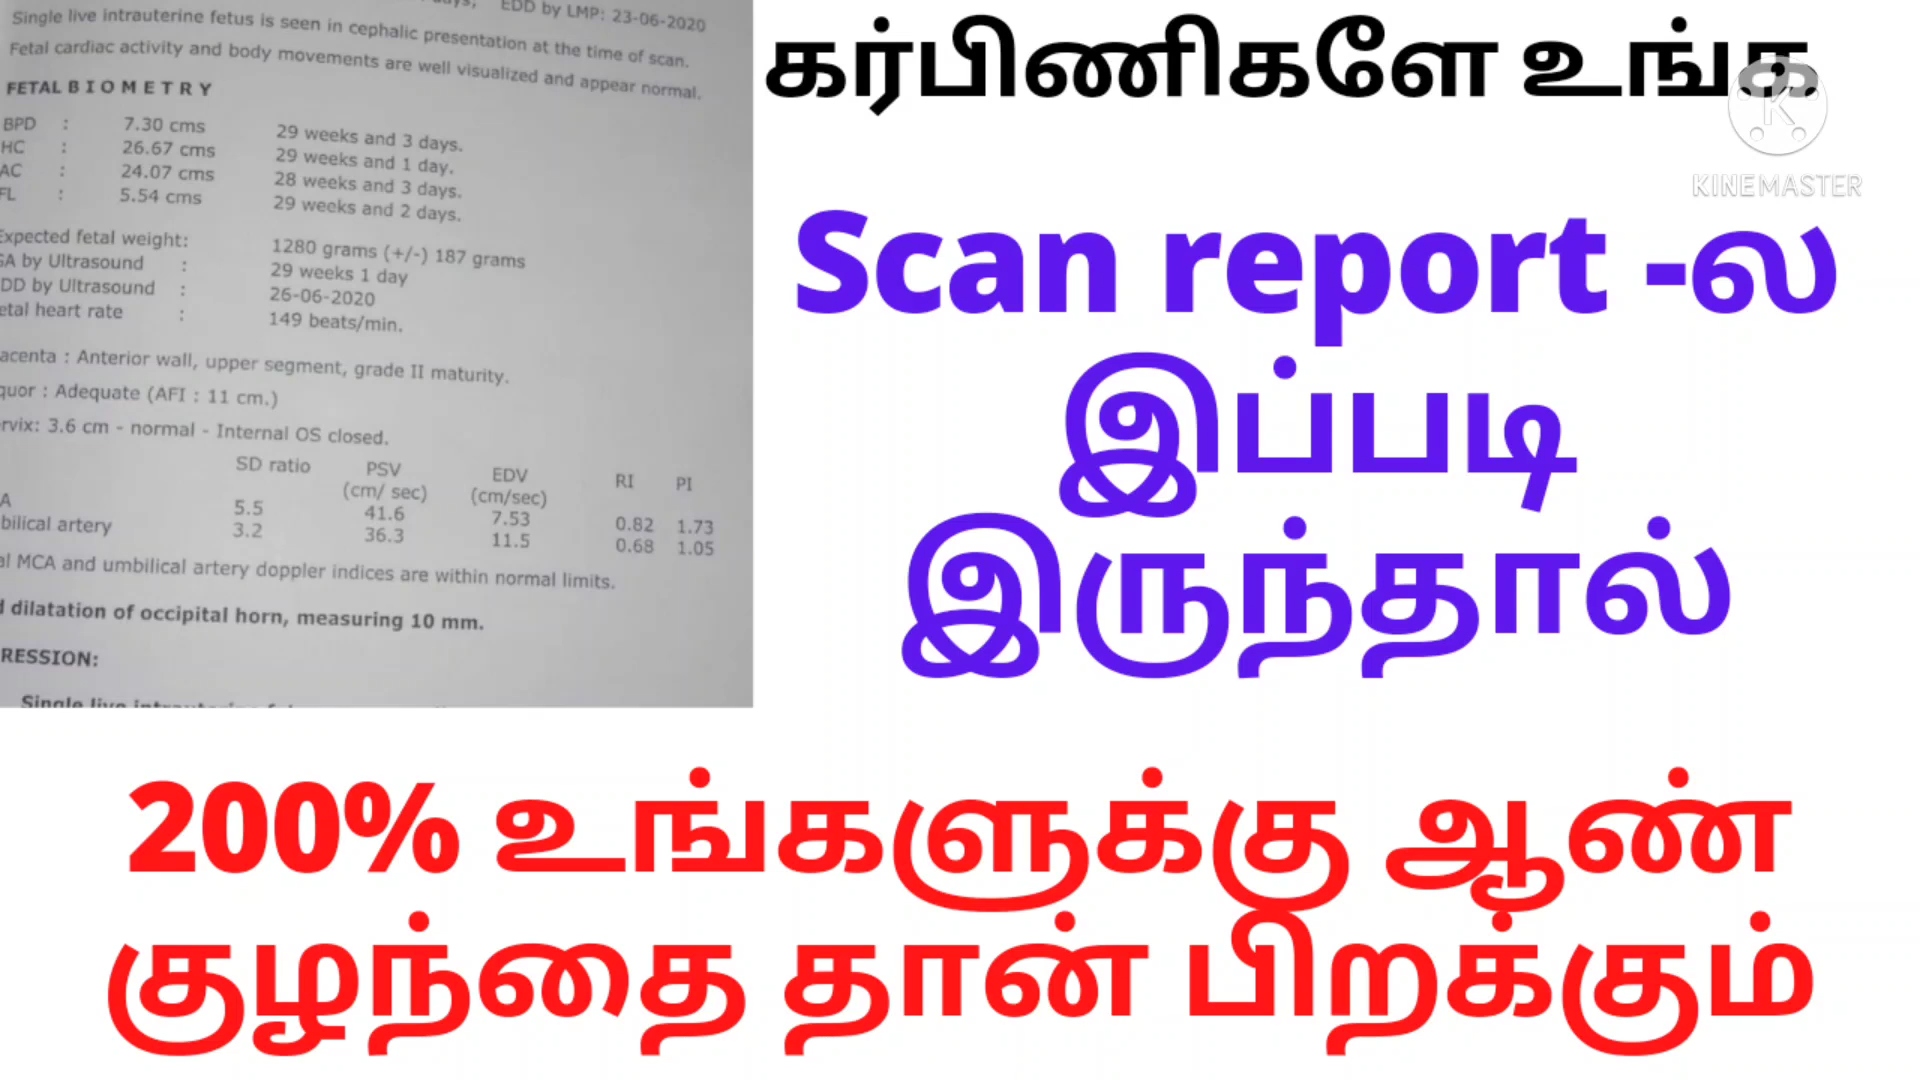 EDD by LMP: 23-06-2020
Single live intrauterine fetus is seen in cephalic presentation at the time of scan.
Fetal cardiac activity and body movements are well visualized and appear normal.
FETAL BIOMETRY
BPD : 7.30 cms 29 weeks and 3 days.
HC : 26.67 cms 29 weeks and 1 day.
AC : 24.07 cms 28 weeks and 3 days.
FL : 5.54 cms 29 weeks and 2 days.
Expected fetal weight: 1280 grams (+/-) 187 grams
GA by Ultrasound : 29 weeks 1 day
DD by Ultrasound : 26-06-2020
etal heart rate : 149 beats/min.
acenta : Anterior wall, upper segment, grade II maturity.
quor : Adequate (AFI : 11 cm.)
rvix: 3.6 cm - normal - Internal OS closed.
SD ratio PSV EDV RI PI
(cm/ sec) (cm/sec)
A 5.5 41.6 7.53 0.82 1.73
bilical artery 3.2 36.3 11.5 0.68 1.05
al MCA and umbilical artery doppler indices are within normal limits.
d dilatation of occipital horn, measuring 10 mm.
RESSION:
Single live
கர்பிணிகளே உங்க
KINEMASTER
Scan report -ல
இப்படி
இருந்தால்
200% உங்களுக்கு ஆண்
குழந்தை தான் பிறக்கும்